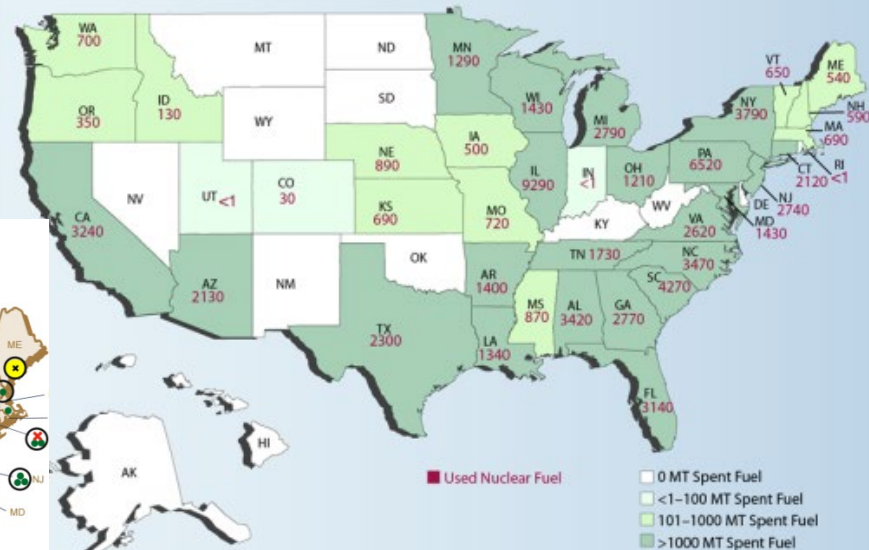 WA
700
MT
ND
MN
1290
VT
650
ME
540
OR
350
ID
130
SD
WI
1430
MI
2790
NY
3790
NH
590
MA
690
WY
IA
500
NE
890
IL
9290
IN
<1
OH
1210
PA
6520
RI
<1
CT
2120
NV
UT <1
CO
30
KS
690
MO
720
KY
WV
VA
2620
DE
NJ
2740
MD
1430
CA
3240
AZ
2130
NM
OK
AR
1400
TN 1730
NC
3470
SC
4270
MS
870
AL
3420
GA
2770
TX
2300
LA
1340
FL
3140
AK
HI
ME
NJ
MD
Used Nuclear Fuel
0 MT Spent Fuel
<1–100 MT Spent Fuel
101–1000 MT Spent Fuel
>1000 MT Spent Fuel